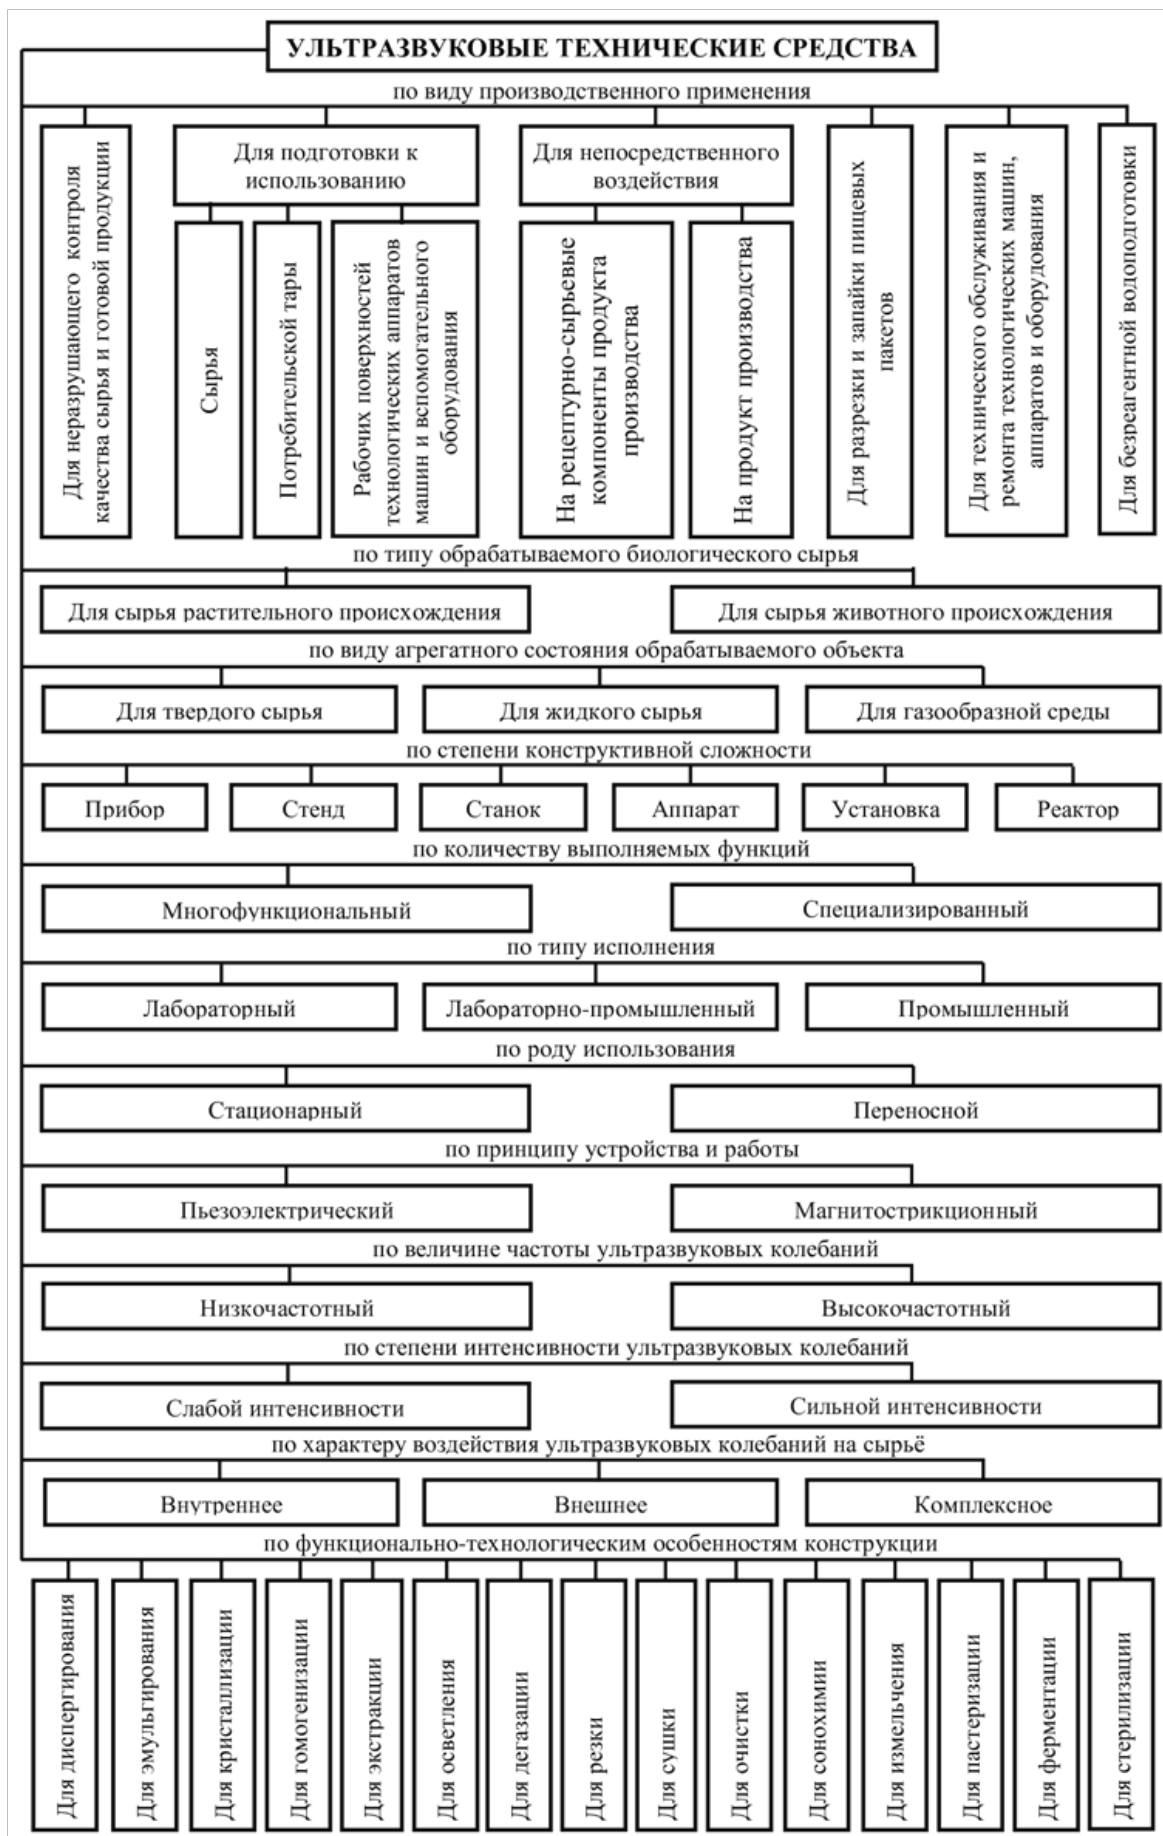 УЛЬТРАЗВУКОВЫЕ ТЕХНИЧЕСКИЕ СРЕДСТВА
по виду производственного применения
Для неразрушающего контроля
качества сырья и готовой продукции
Для подготовки к
использованию
Сырья
Потребительской тары
Рабочих поверхностей
технологических аппаратов
машин и вспомогательного
оборудования
Для непосредственного
воздействия
На рецептурно-сырьевые
компоненты продукта
производства
На продукт производства
Для разрезки и запайки пищевых
пакетов
Для технического обслуживания и
ремонта технологических машин,
аппаратов и оборудования
Для безреагентной водоподготовки
по типу обрабатываемого биологического сырья
Для сырья растительного происхождения
Для сырья животного происхождения
по виду агрегатного состояния обрабатываемого объекта
Для твердого сырья
Для жидкого сырья
Для газообразной среды
по степени конструктивной сложности
Прибор
Стенд
Станок
Аппарат
Установка
Реактор
по количеству выполняемых функций
Многофункциональный
Специализированный
по типу исполнения
Лабораторный
Лабораторно-промышленный
Промышленный
по роду использования
Стационарный
Переносной
по принципу устройства и работы
Пьезоэлектрический
Магнитострикционный
по величине частоты ультразвуковых колебаний
Низкочастотный
Высокочастотный
по степени интенсивности ультразвуковых колебаний
Слабой интенсивности
Сильной интенсивности
по характеру воздействия ультразвуковых колебаний на сырьё
Внутреннее
Внешнее
Комплексное
по функционально-технологическим особенностям конструкции
Для диспергирования
Для эмульгирования
Для кристаллизации
Для гомогенизации
Для экстракции
Для осветления
Для дегазации
Для резки
Для сушки
Для очистки
Для сонохимии
Для измельчения
Для пастеризации
Для ферментации
Для стерилизации